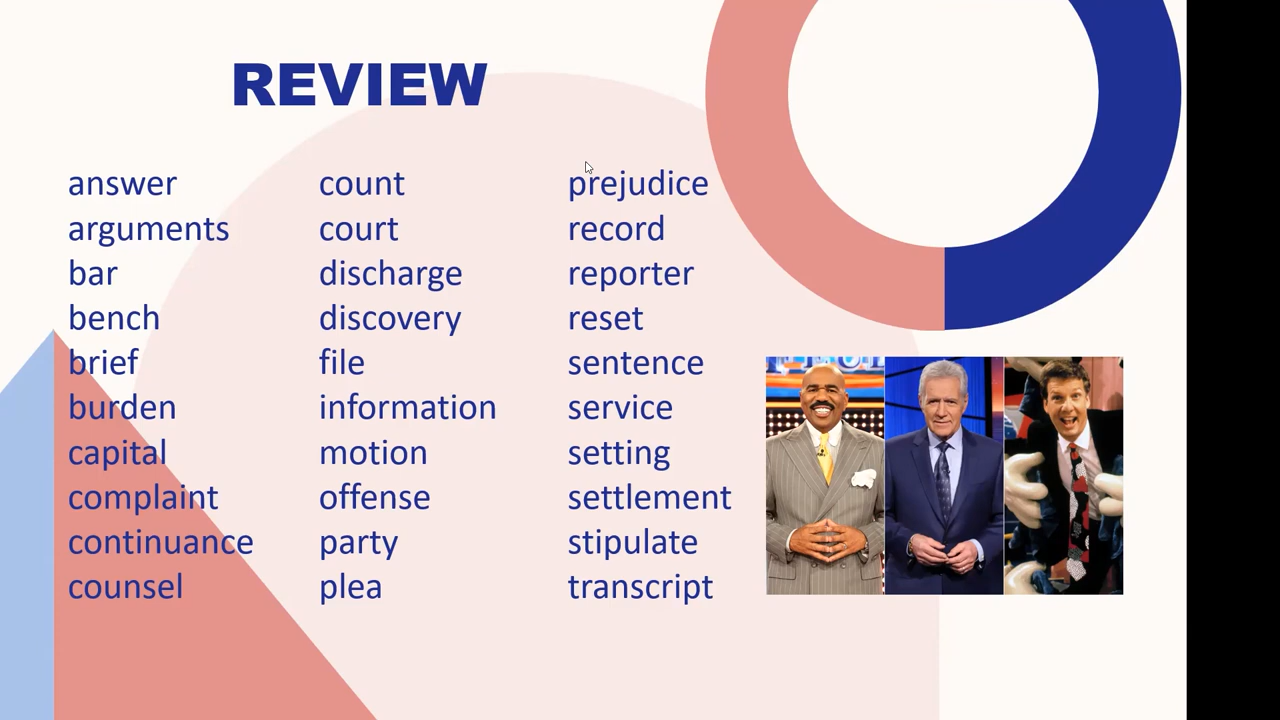 REVIEW
answer
arguments
bar
bench
brief
burden
capital
complaint
continuance
counsel
count
court
discharge
discovery
file
information
motion
offense
party
plea
prejudice
record
reporter
reset
sentence
service
setting
settlement
stipulate
transcript